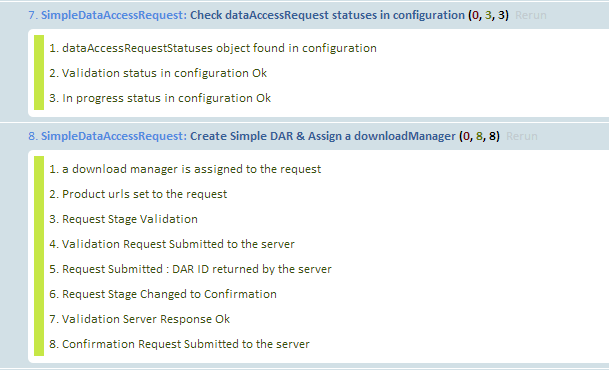 7. SimpleDataAccessRequest: Check dataAccessRequest statuses in configuration (0, 3, 3) Rerun
1. dataAccessRequestStatuses object found in configuration
2. Validation status in configuration Ok
3. In progress status in configuration Ok
8. SimpleDataAccessRequest: Create Simple DAR & Assign a downloadManager (0, 8, 8) Rerun
1. a download manager is assigned to the request
2. Product urls set to the request
3. Request Stage Validation
4. Validation Request Submitted to the server
5. Request Submitted : DAR ID returned by the server
6. Request Stage Changed to Confirmation
7. Validation Server Response Ok
8. Confirmation Request Submitted to the server